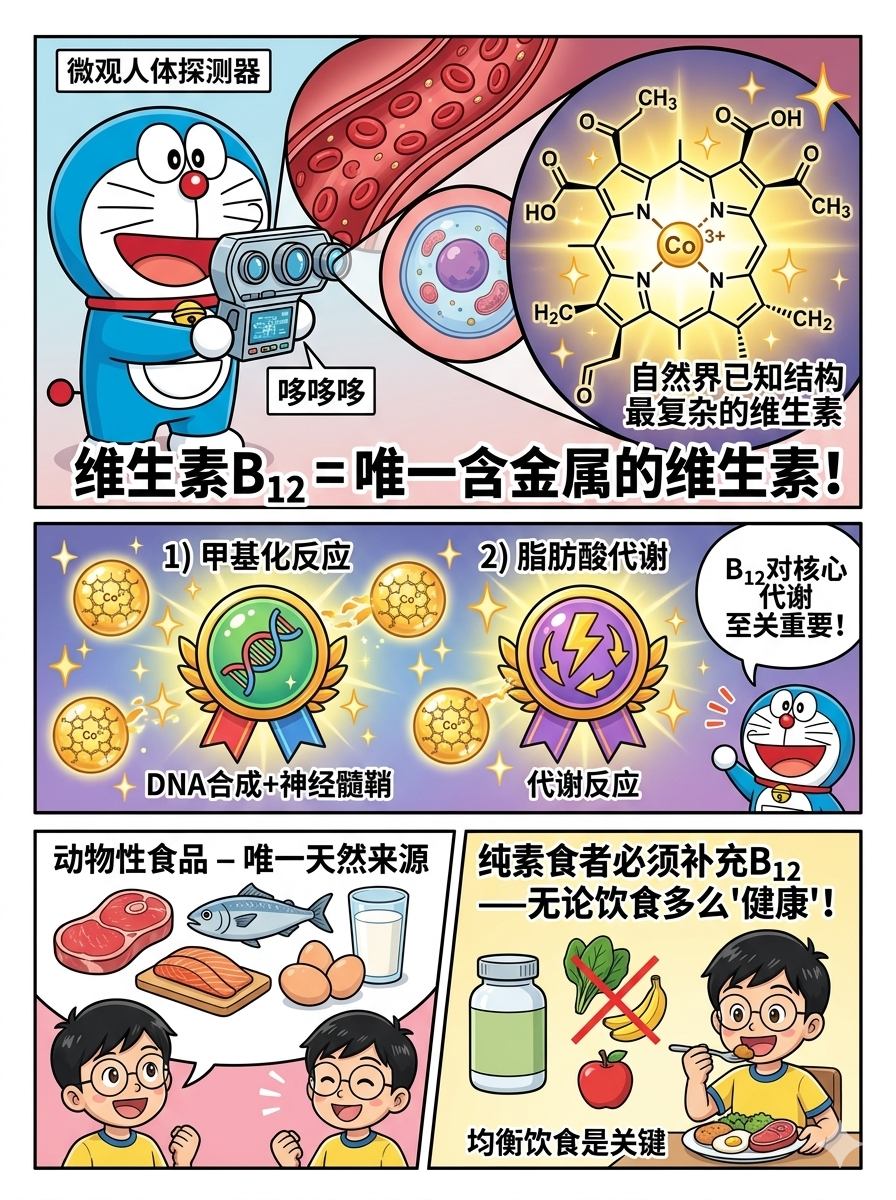 微观人体探测器
哆哆哆
CH₃
O
O
OH
O
HO
O
CH₃
N
N
Co
3+
N
N
H₂C
CH₂
O
自然界已知结构
最复杂的维生素
维生素B₁₂=唯一含金属的维生素！
1) 甲基化反应
DNA合成+神经髓鞘
2) 脂肪酸代谢
代谢反应
B₁₂对核心
代谢
至关重要！
动物性食品 – 唯一天然来源
纯素食者必须补充B₁₂
——无论饮食多么'健康'！
均衡饮食是关键